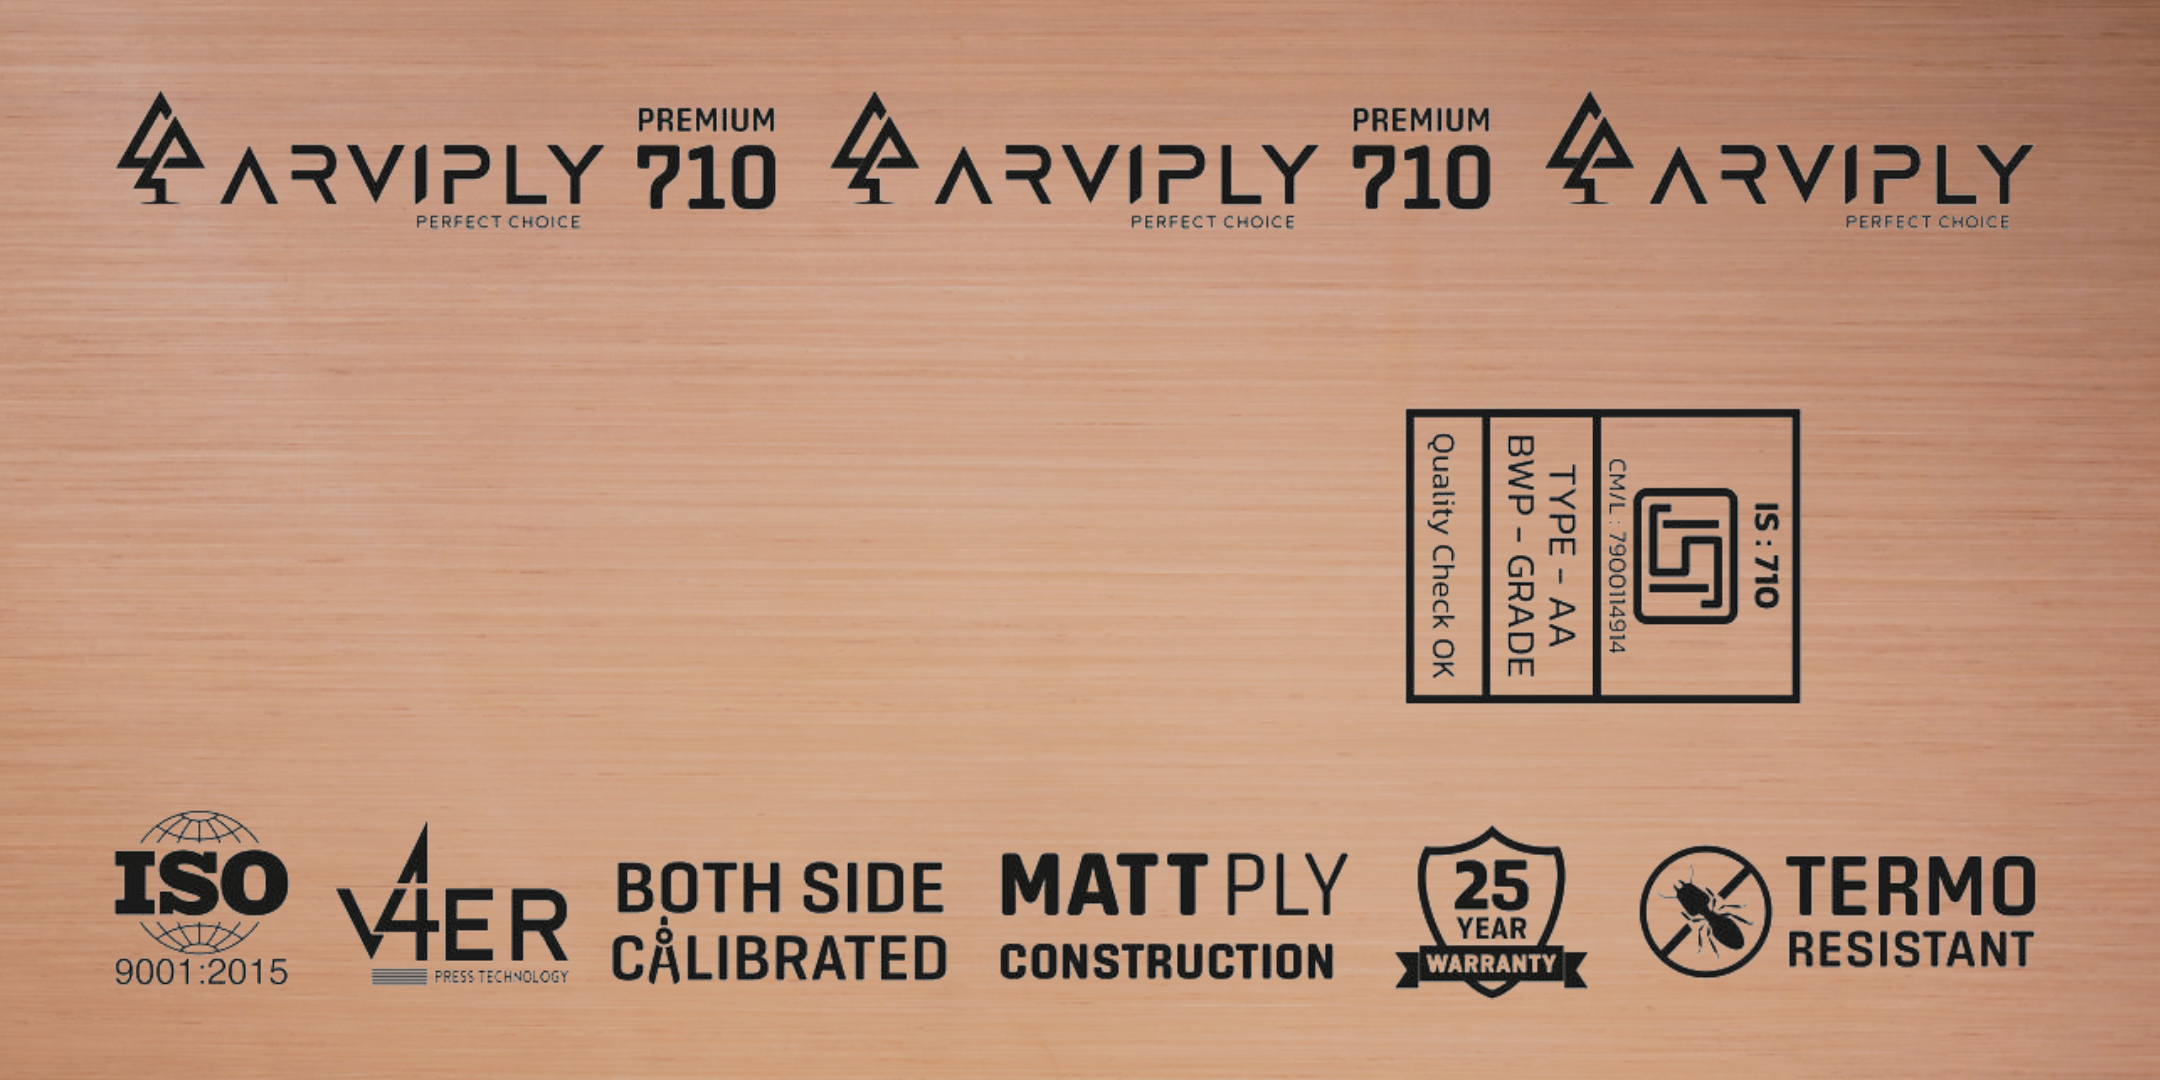 ARVIPLY
PERFECT CHOICE
PREMIUM
710
ARVIPLY
PERFECT CHOICE
PREMIUM
710
ARVIPLY
PERFECT CHOICE
IS : 710
CM/L : 7900114914
TYPE - AA
BWP - GRADE
Quality Check OK
ISO
9001:2015
V4ER
PRESS TECHNOLOGY
BOTH SIDE
CALIBRATED
MATT PLY
CONSTRUCTION
25
YEAR
WARRANTY
TERMO
RESISTANT